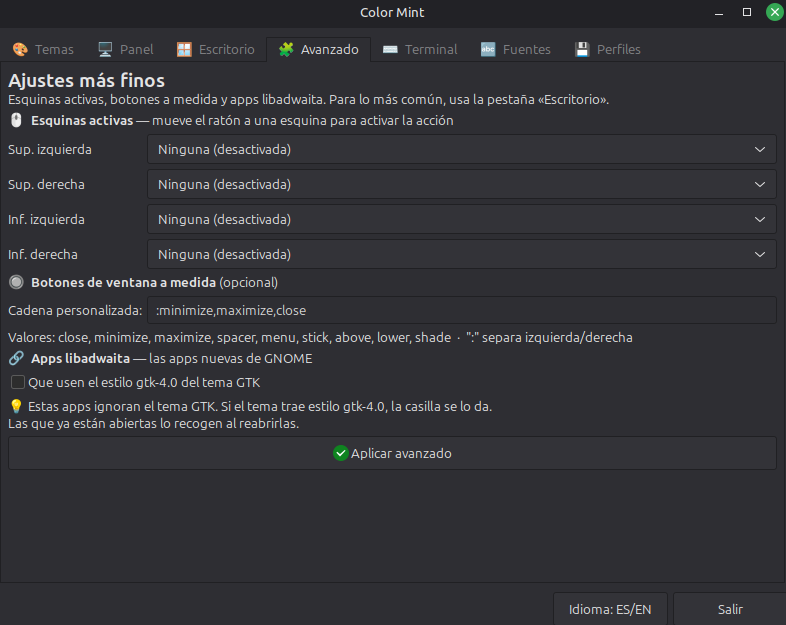 Color Mint
Temas Panel Escritorio Avanzado Terminal Fuentes Perfiles
Ajustes más finos
Esquinas activas, botones a medida y apps libadwaita. Para lo más común, usa la pestaña «Escritorio».
Esquinas activas — mueve el ratón a una esquina para activar la acción
Sup. izquierda Ninguna (desactivada)
Sup. derecha Ninguna (desactivada)
Inf. izquierda Ninguna (desactivada)
Inf. derecha Ninguna (desactivada)
Botones de ventana a medida (opcional)
Cadena personalizada: :minimize,maximize,close
Valores: close, minimize, maximize, spacer, menu, stick, above, lower, shade · ":" separa izquierda/derecha
Apps libadwaita — las apps nuevas de GNOME
Que usen el estilo gtk-4.0 del tema GTK
Estas apps ignoran el tema GTK. Si el tema trae estilo gtk-4.0, la casilla se lo da.
Las que ya están abiertas lo recogen al reabrirlas.
Aplicar avanzado
Idioma: ES/EN Salir